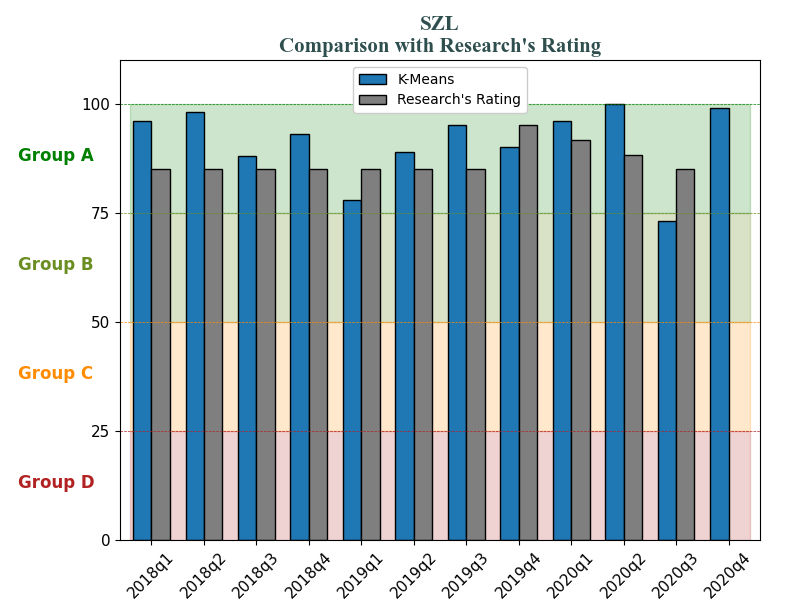 SZL
Comparison with Research's Rating
K-Means
Research's Rating
100
Group A
75
Group B
50
Group C
25
Group D
0
2018q1
2018q2
2018q3
2018q4
2019q1
2019q2
2019q3
2019q4
2020q1
2020q2
2020q3
2020q4